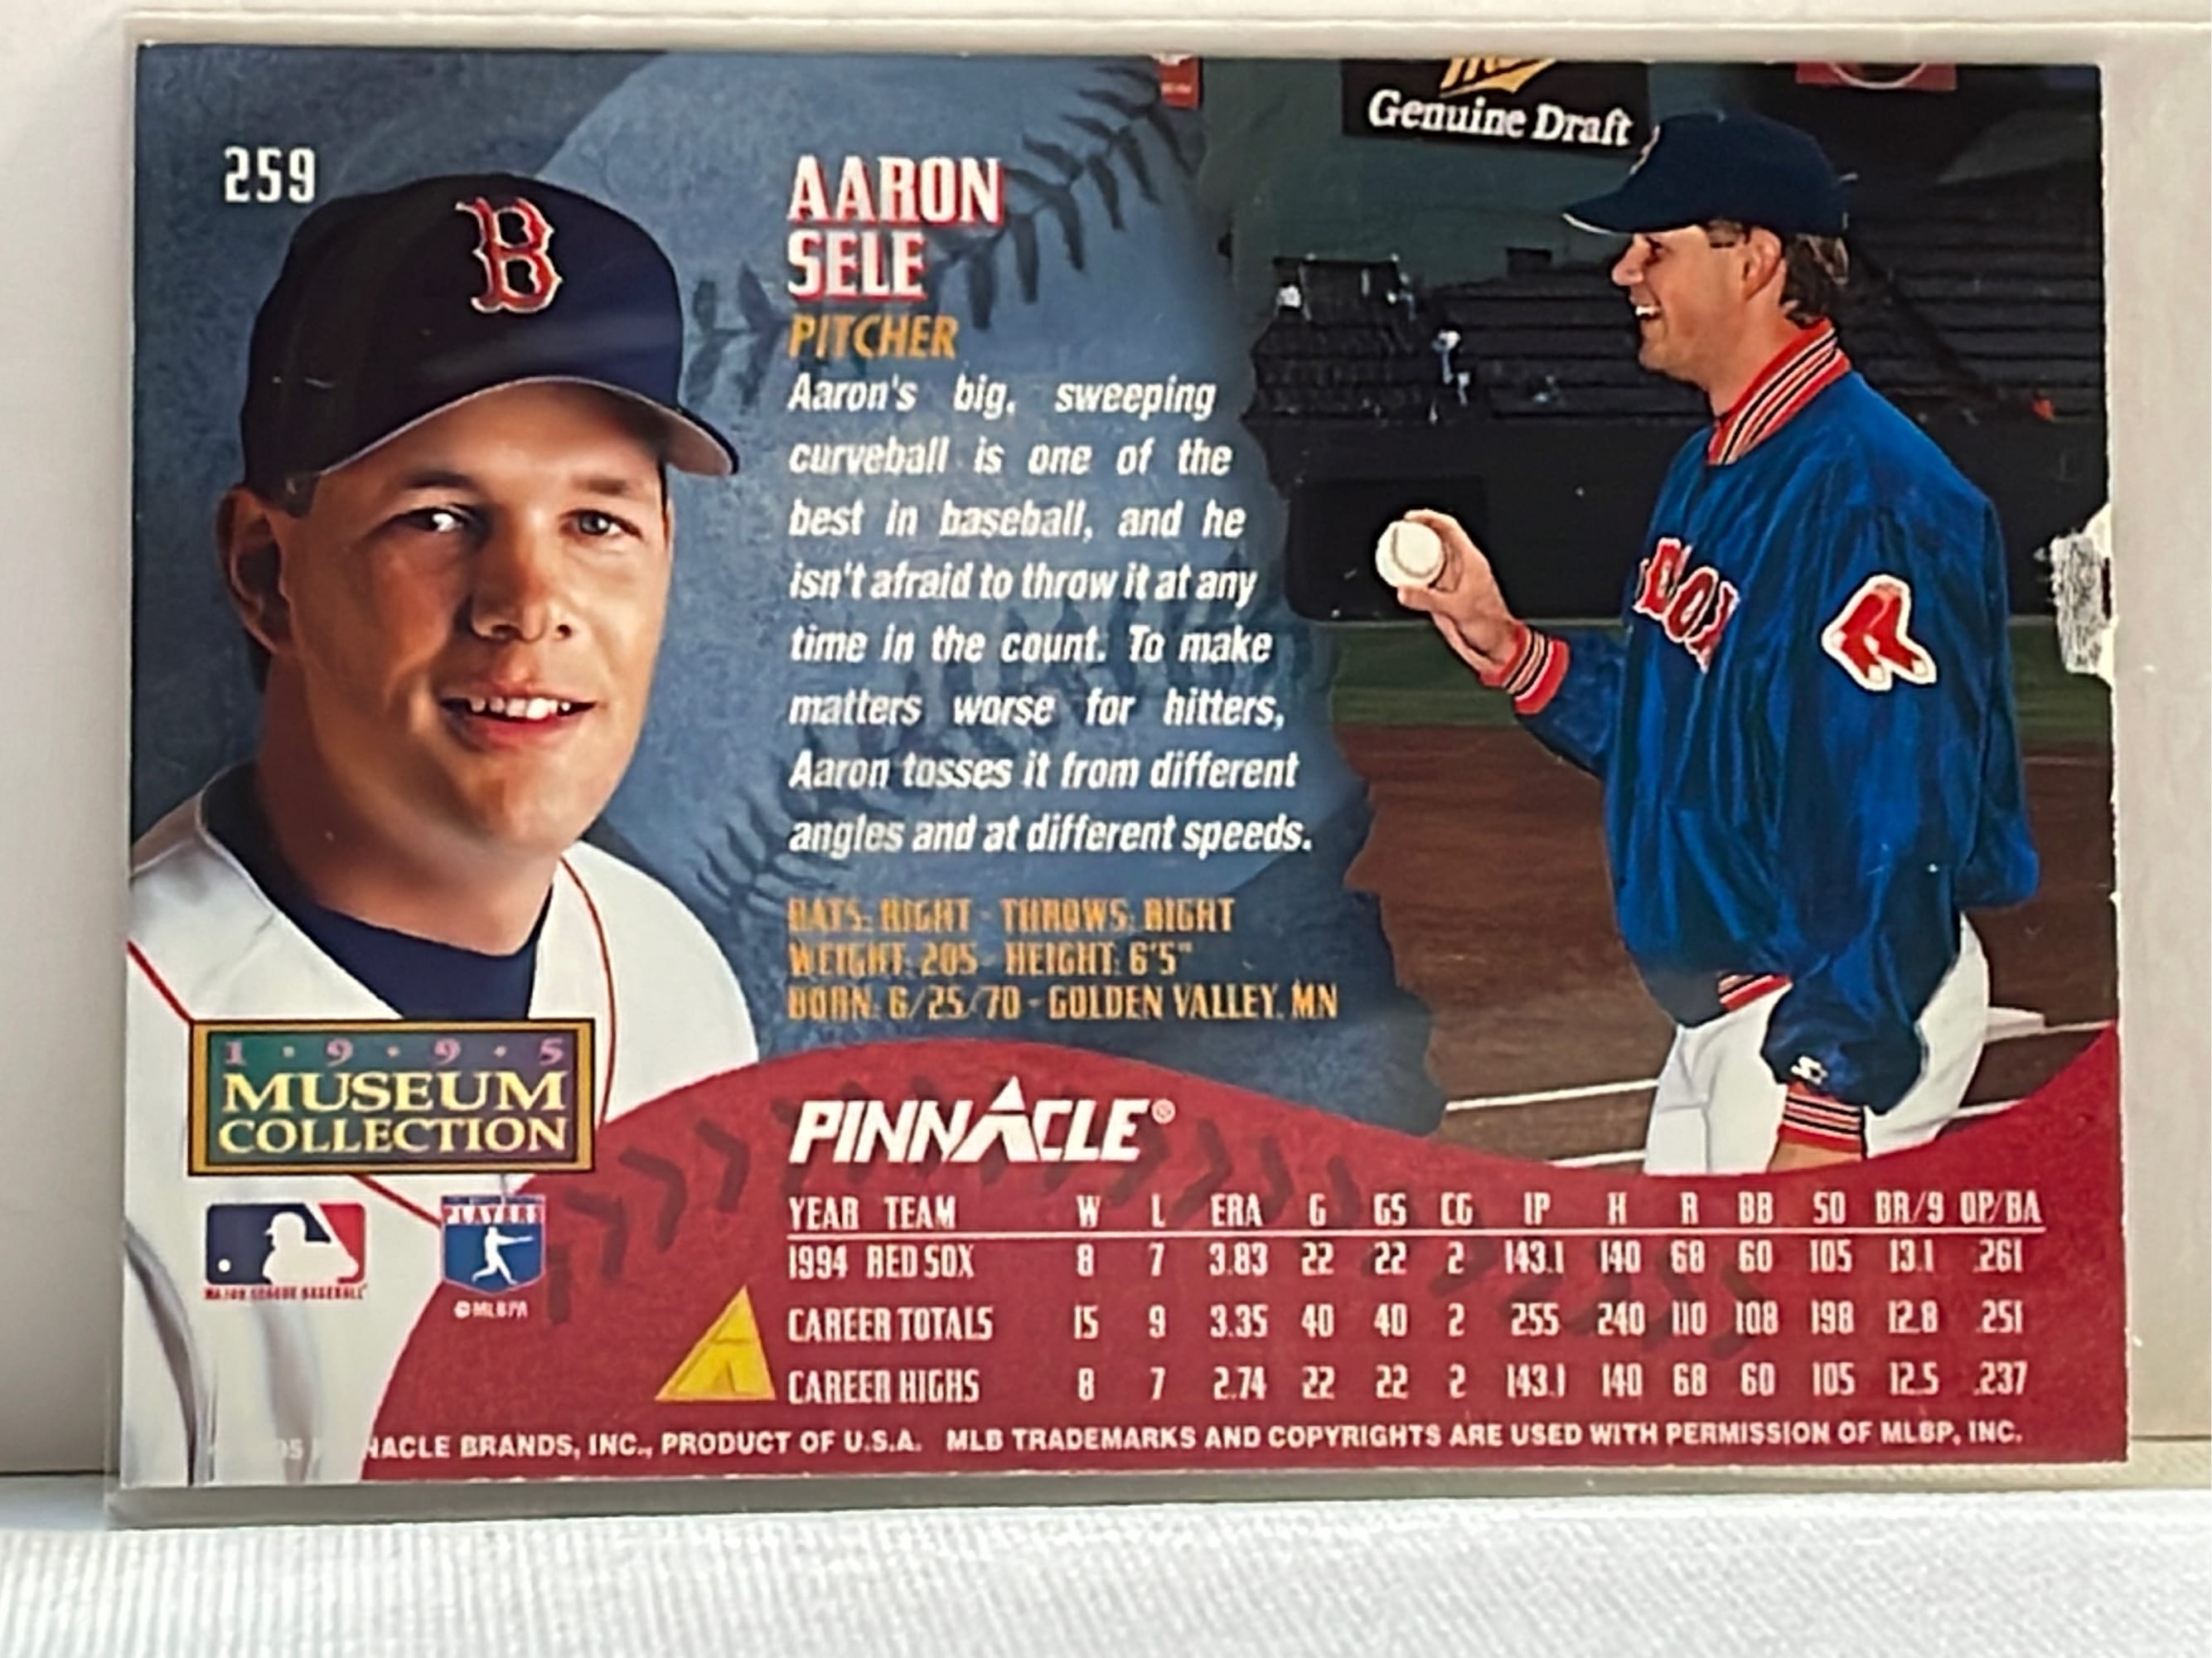 259
Genuine Draft
B
AARON
SELE
PITCHER
Aaron's big, sweeping
curveball is one of the
best in baseball, and he
isn't afraid to throw it at any
time in the count. To make
matters worse for hitters,
Aaron tosses it from different
angles and at different speeds.
BATS: RIGHT - THROWS: RIGHT
WEIGHT: 205 - HEIGHT: 6'5"
BORN: 6/25/70 - GOLDEN VALLEY, MN
1·9·9·5
MUSEUM
COLLECTION
PINNACLE®
MAJOR LEAGUE BASEBALL
PLAYERS
© MLBPA
YEAR TEAM W L ERA G GS CG IP H R BB SO BR/9 OP/BA
1994 RED SOX 8 7 3.83 22 22 2 143.1 140 68 60 105 13.1 .261
CAREER TOTALS 15 9 3.35 40 40 2 255 240 110 108 198 12.8 .251
CAREER HIGHS 8 7 2.74 22 22 2 143.1 140 68 60 105 12.5 .237
BRANDS, INC., PRODUCT OF U.S.A. MLB TRADEMARKS AND COPYRIGHTS ARE USED WITH PERMISSION OF MLBP, INC.